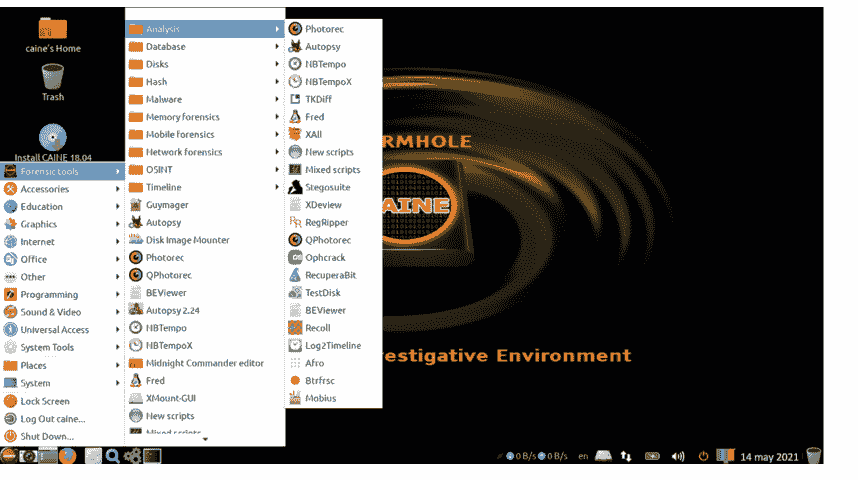 caine's Home
Trash
Install CAINE 18.04
Forensic tools
Accessories
Education
Graphics
Internet
Office
Other
Programming
Sound & Video
Universal Access
System Tools
Places
System
Lock Screen
Log Out caine...
Shut Down...
Analysis
Database
Disks
Hash
Malware
Memory forensics
Mobile forensics
Network forensics
OSINT
Timeline
Guymager
Autopsy
Disk Image Mounter
Photorec
QPhotorec
BEViewer
Autopsy 2.24
NBTempo
NBTempoX
Midnight Commander editor
Fred
XMount-GUI
New scripts
Mixed scripts
Photorec
Autopsy
NBTempo
NBTempoX
TKDiff
Fred
XAll
New scripts
Mixed scripts
Stegosuite
XDeview
RegRipper
QPhotorec
Ophcrack
RecuperaBit
TestDisk
BEViewer
Recoll
Log2Timeline
Afro
Btrfrsc
Mobius
RMHOLE
AINE
vestigative Environment
0 B/s 0 B/s en 14 may 2021